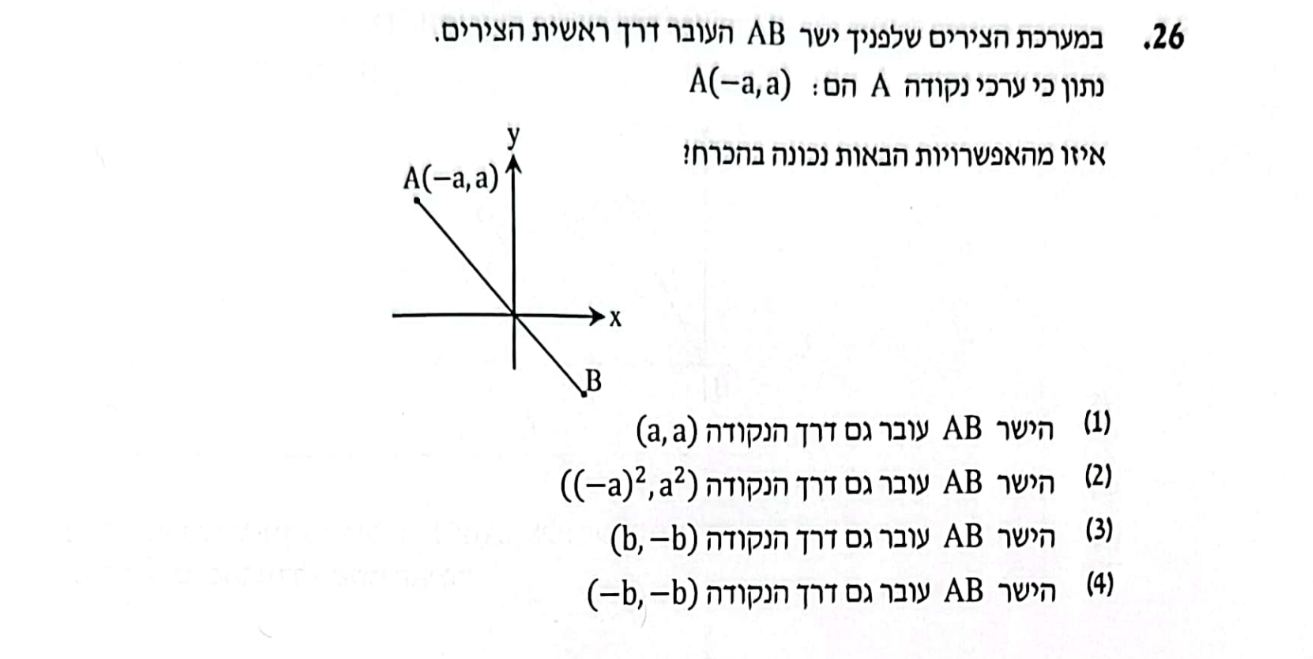 26. במערכת הצירים שלפניך ישר AB העובר דרך ראשית הצירים.
נתון כי ערכי נקודה A הם: A(−a, a)
איזו מהאפשרויות הבאות נכונה בהכרח?
y
A(−a, a)
x
B
(1) הישר AB עובר גם דרך הנקודה (a, a)
(2) הישר AB עובר גם דרך הנקודה ((−a)², a²)
(3) הישר AB עובר גם דרך הנקודה (b, −b)
(4) הישר AB עובר גם דרך הנקודה (−b, −b)